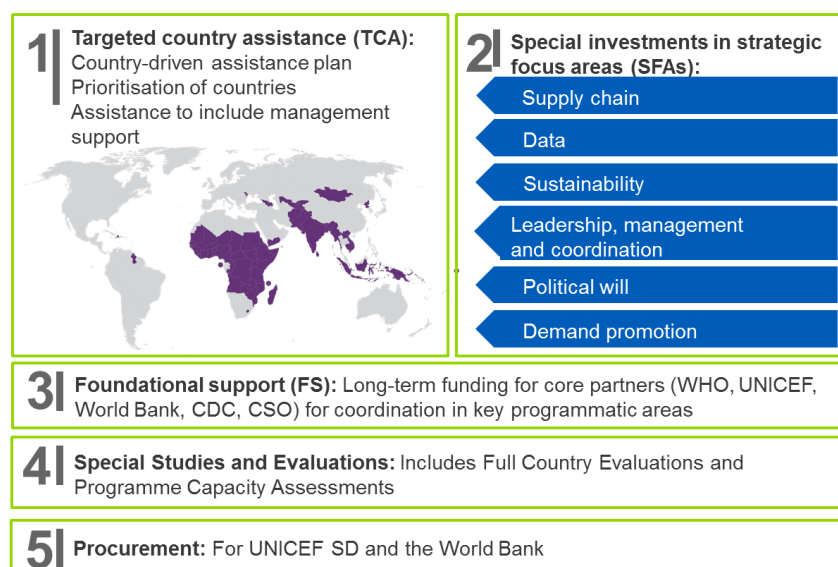 1
Targeted country assistance (TCA):
Country-driven assistance plan
Prioritisation of countries
Assistance to include management
support
2
Special investments in strategic
focus areas (SFAs):
Supply chain
Data
Sustainability
Leadership, management
and coordination
Political will
Demand promotion
3
Foundational support (FS): Long-term funding for core partners (WHO, UNICEF,
World Bank, CDC, CSO) for coordination in key programmatic areas
4
Special Studies and Evaluations: Includes Full Country Evaluations and
Programme Capacity Assessments
5
Procurement: For UNICEF SD and the World Bank